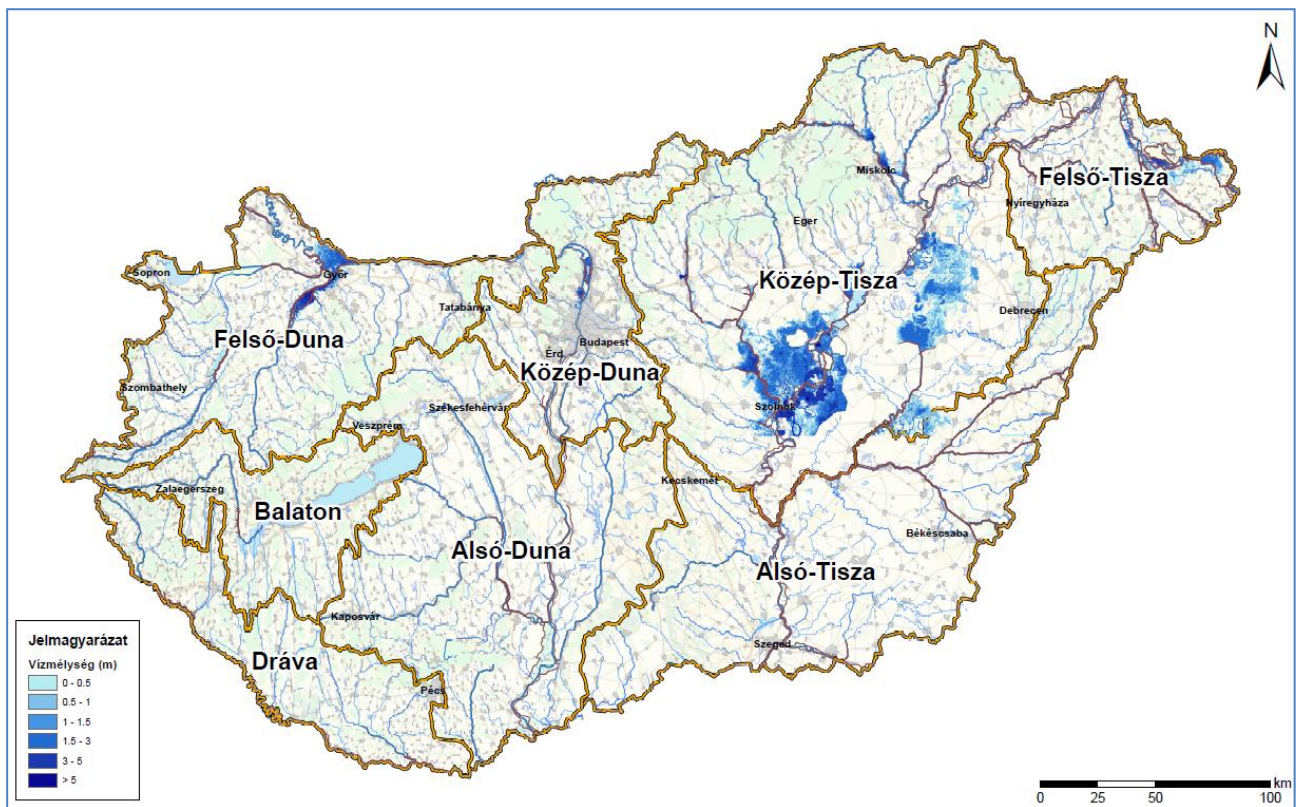 N
Miskolc
Felső-Tisza
Nyíregyháza
Eger
Sopron
Győr
Közép-Tisza
Debrecen
Tatabánya
Felső-Duna
Budapest
Érd
Közép-Duna
Szombathely
Szolnok
Székesfehérvár
Veszprém
Kecskemét
Zalaegerszeg
Balaton
Békéscsaba
Alsó-Duna
Alsó-Tisza
Kaposvár
Szeged
Dráva
Pécs
Jelmagyarázat
Vízmélység (m)
0 - 0.5
0.5 - 1
1 - 1.5
1.5 - 3
3 - 5
> 5
km
0 25 50 100